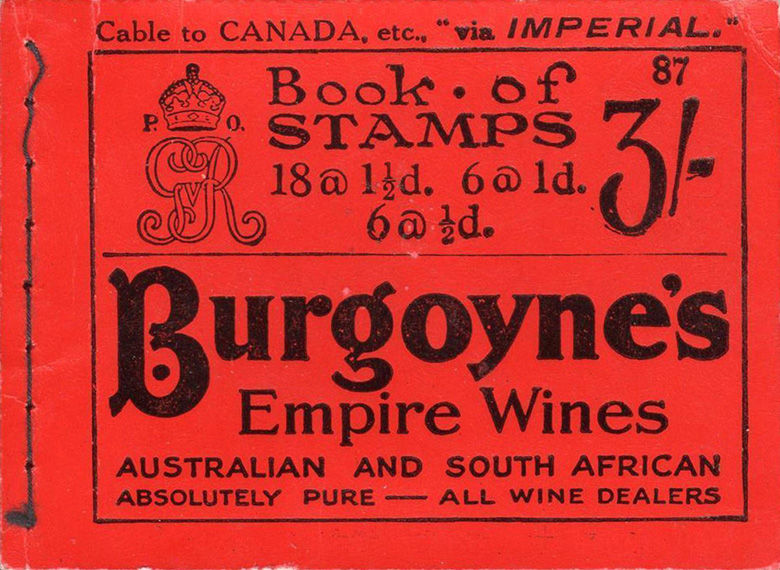 Cable to CANADA, etc., "via IMPERIAL."
87
Book · of
STAMPS
3/-
P. O.
GRV
18@1½d. 6@1d.
6@½d.
Burgoyne's
Empire Wines
AUSTRALIAN AND SOUTH AFRICAN
ABSOLUTELY PURE — ALL WINE DEALERS